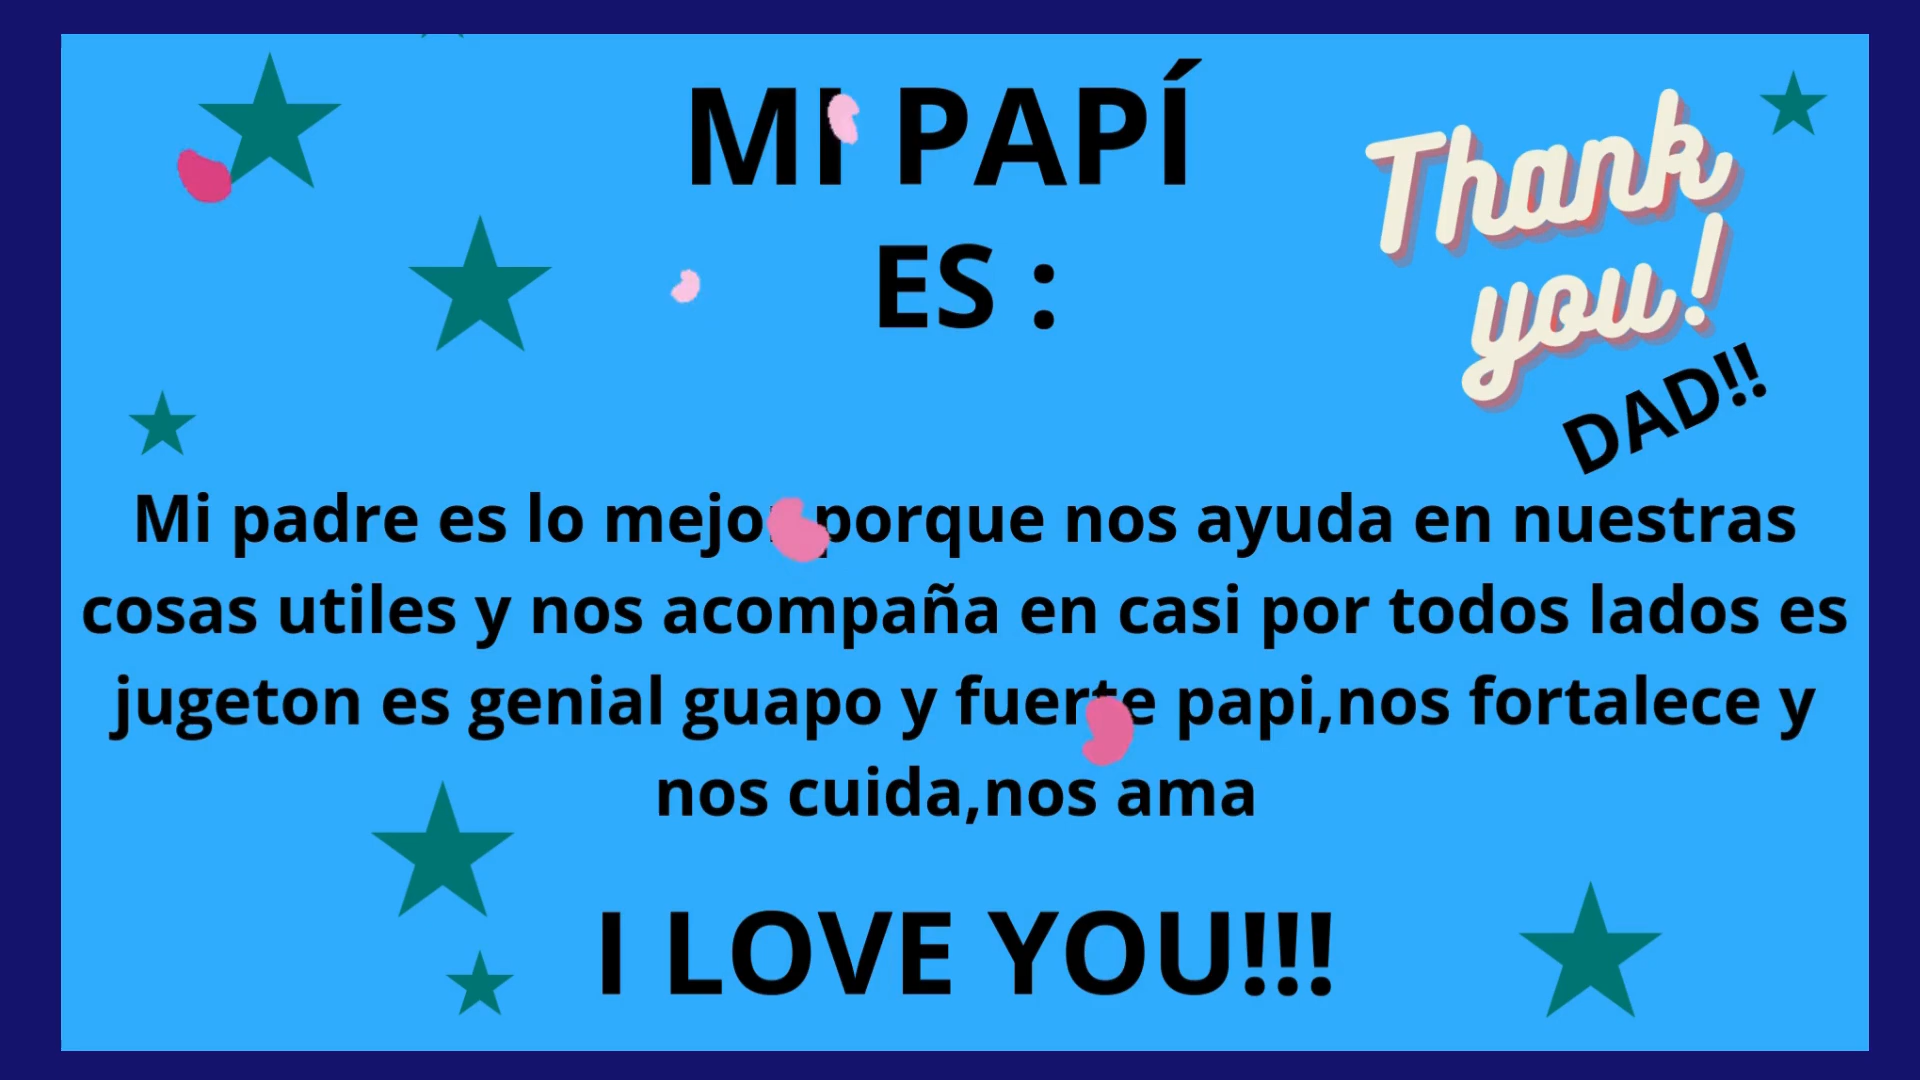 MI PAPÍ
ES :
Thank
you!
DAD!!
Mi padre es lo mejor porque nos ayuda en nuestras
cosas utiles y nos acompaña en casi por todos lados es
jugeton es genial guapo y fuerte papi,nos fortalece y
nos cuida,nos ama
I LOVE YOU!!!